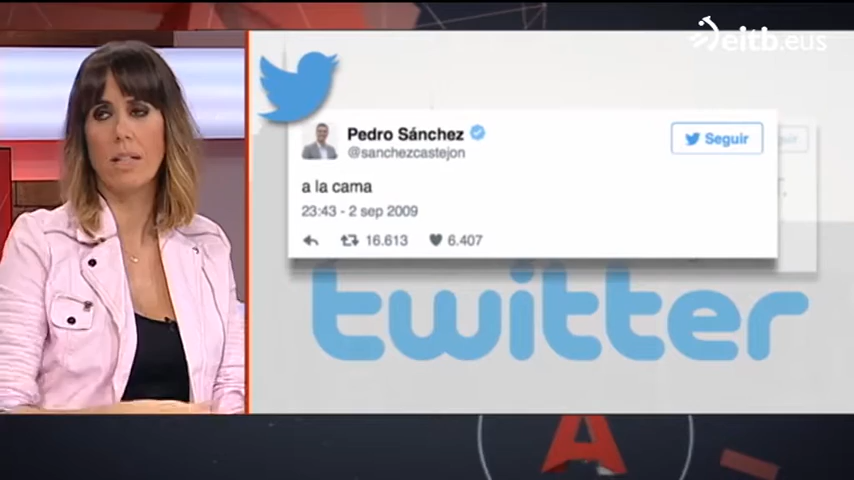 eitb.eus
Pedro Sánchez
@sanchezcastejon
Seguir
a la cama
23:43 - 2 sep 2009
16.613 6.407
twitter
A